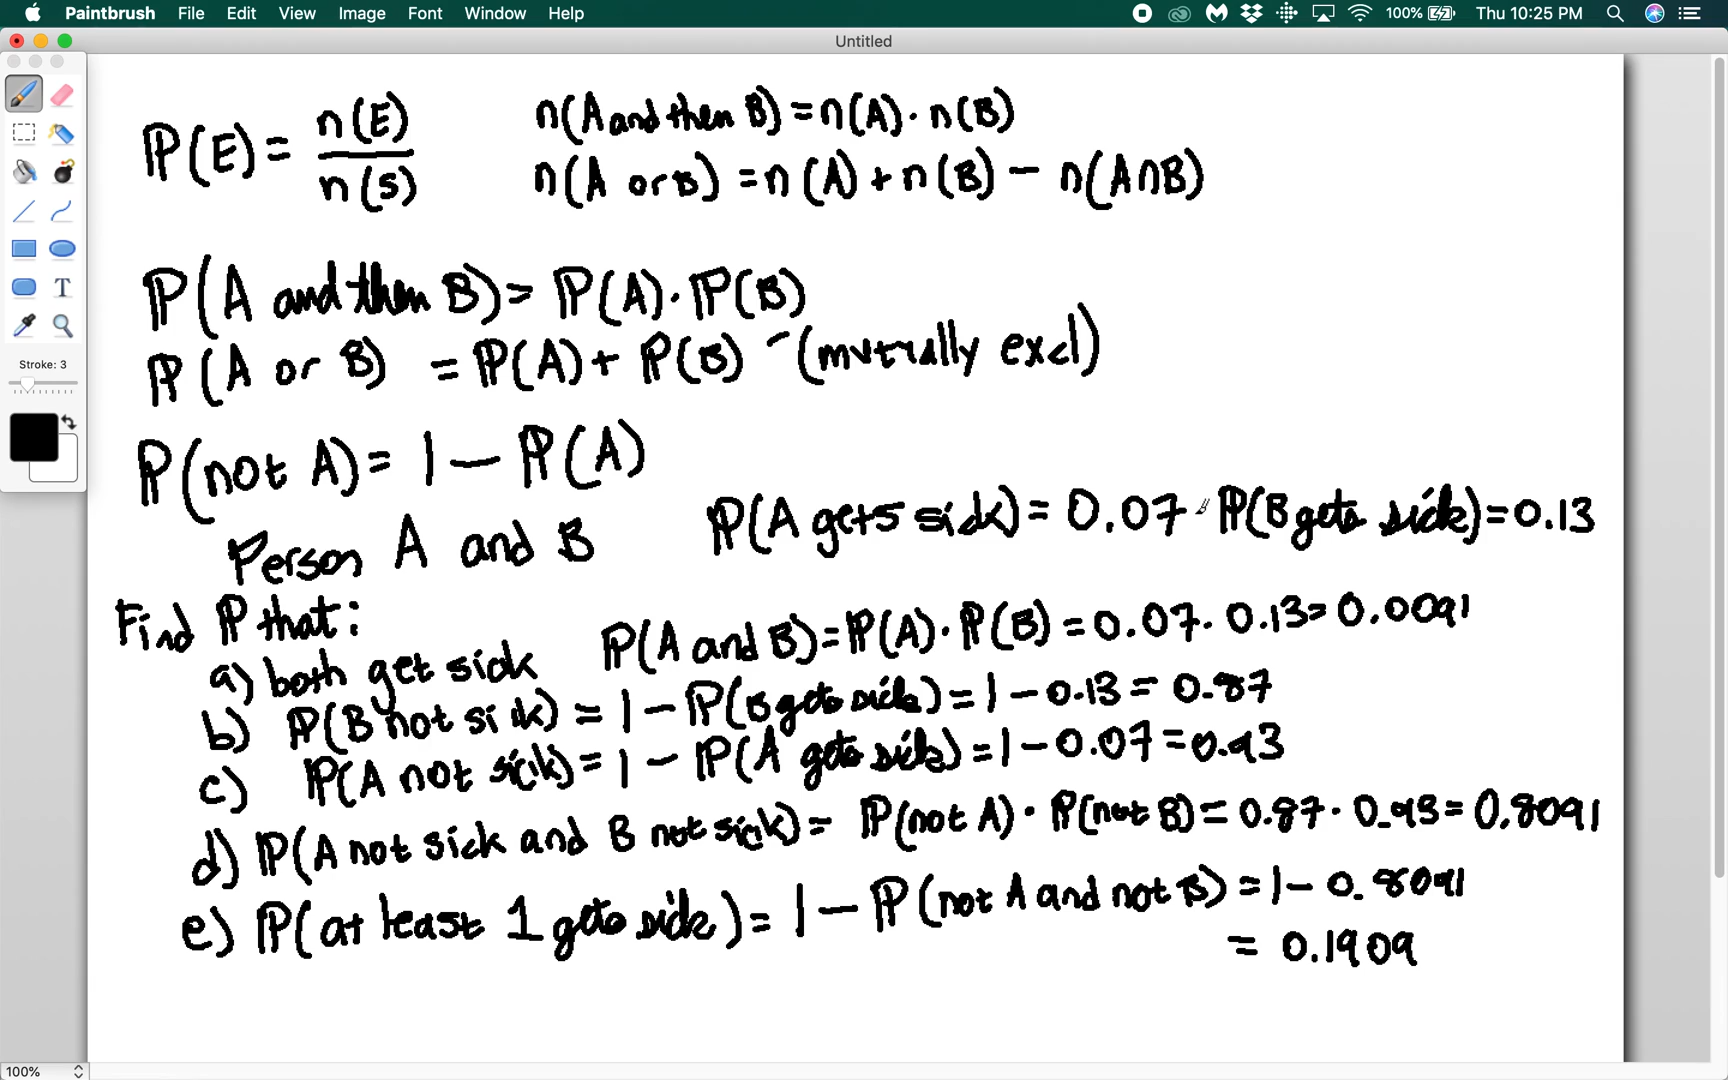 Paintbrush File Edit View Image Font Window Help 100% Thu 10:25 PM
Untitled
P(E) = n(E) / n(S)
n(A and then B) = n(A) · n(B)
n(A or B) = n(A) + n(B) − n(A∩B)
ℙ(A and then B) = ℙ(A) · ℙ(B)
ℙ(A or B) = ℙ(A) + ℙ(B) - (mutually excl)
Stroke: 3
ℙ(not A) = 1 − ℙ(A)
Person A and B
ℙ(A gets sick) = 0.07 ℙ(B gets sick) = 0.13
Find ℙ that:
a) both get sick ℙ(A and B) = ℙ(A) · ℙ(B) = 0.07 · 0.13 = 0.0091
b) ℙ(B not sick) = 1 − ℙ(B gets sick) = 1 − 0.13 = 0.87
c) ℙ(A not sick) = 1 − ℙ(A gets sick) = 1 − 0.07 = 0.93
d) ℙ(A not sick and B not sick) = ℙ(not A) · ℙ(not B) = 0.87 · 0.93 = 0.8091
e) ℙ(at least 1 gets sick) = 1 − ℙ(not A and not B) = 1 − 0.8091
= 0.1909
100%